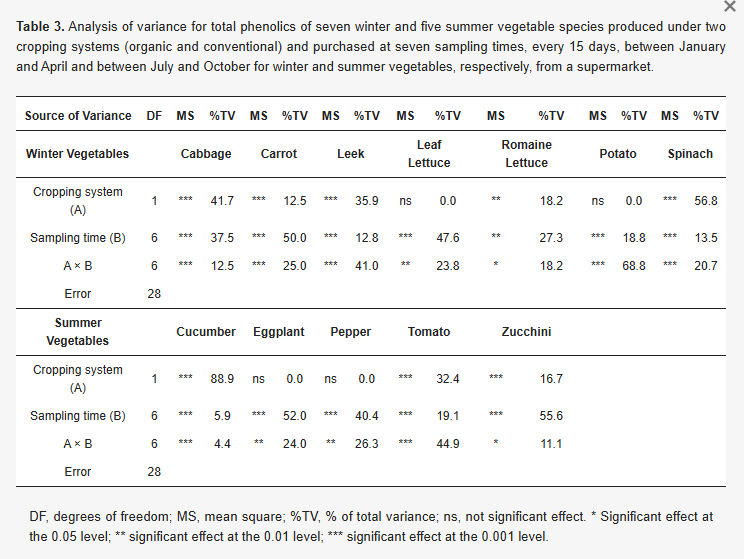 ×
Table 3. Analysis of variance for total phenolics of seven winter and five summer vegetable species produced under two
cropping systems (organic and conventional) and purchased at seven sampling times, every 15 days, between January
and April and between July and October for winter and summer vegetables, respectively, from a supermarket.
Source of Variance DF MS %TV MS %TV MS %TV MS %TV MS %TV MS %TV MS %TV
Winter Vegetables Cabbage Carrot Leek Leaf Lettuce Romaine Lettuce Potato Spinach
Cropping system (A) 1 *** 41.7 *** 12.5 *** 35.9 ns 0.0 ** 18.2 ns 0.0 *** 56.8
Sampling time (B) 6 *** 37.5 *** 50.0 *** 12.8 *** 47.6 ** 27.3 *** 18.8 *** 13.5
A × B 6 *** 12.5 *** 25.0 *** 41.0 ** 23.8 * 18.2 *** 68.8 *** 20.7
Error 28
Summer Vegetables Cucumber Eggplant Pepper Tomato Zucchini
Cropping system (A) 1 *** 88.9 ns 0.0 ns 0.0 *** 32.4 *** 16.7
Sampling time (B) 6 *** 5.9 *** 52.0 *** 40.4 *** 19.1 *** 55.6
A × B 6 *** 4.4 ** 24.0 ** 26.3 *** 44.9 * 11.1
Error 28
DF, degrees of freedom; MS, mean square; %TV, % of total variance; ns, not significant effect. * Significant effect at
the 0.05 level; ** significant effect at the 0.01 level; *** significant effect at the 0.001 level.